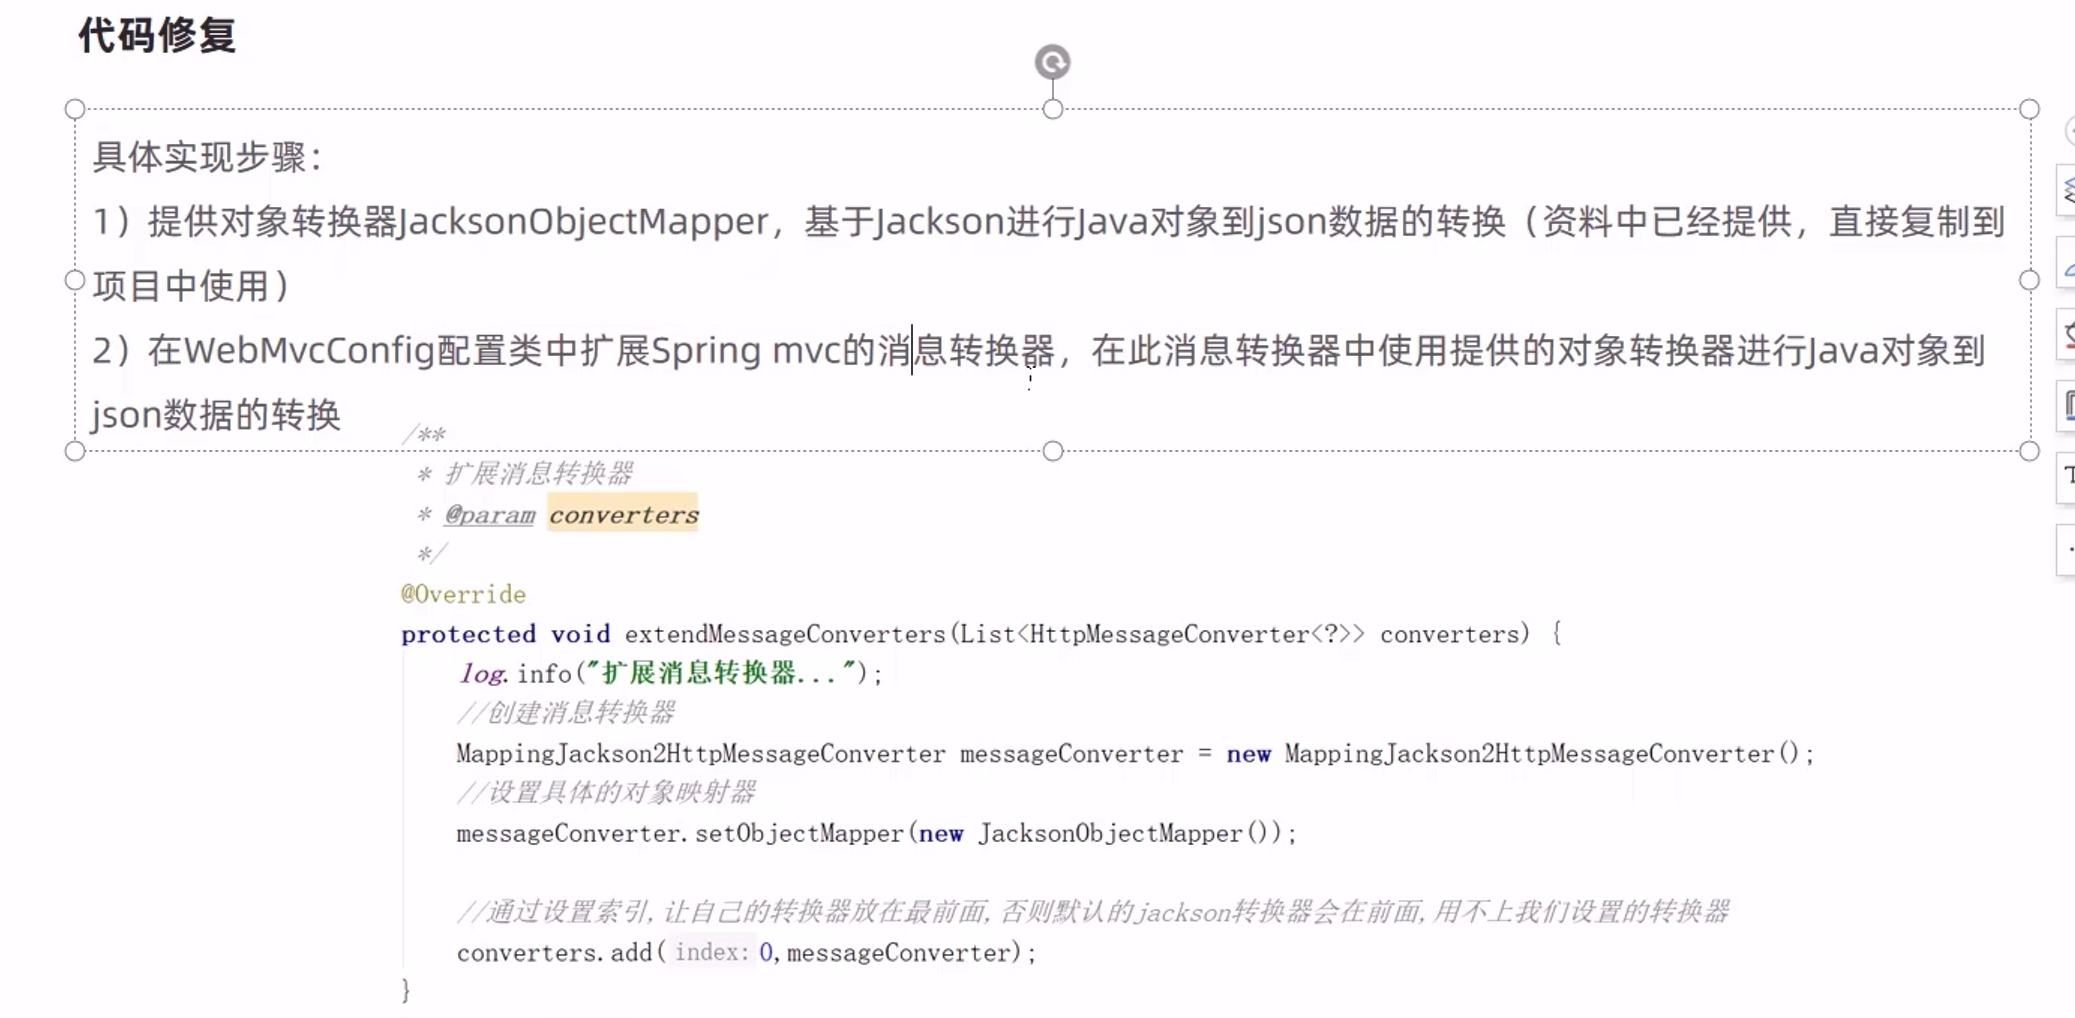 代码修复
具体实现步骤：
1）提供对象转换器JacksonObjectMapper，基于Jackson进行Java对象到json数据的转换（资料中已经提供，直接复制到
项目中使用）
2）在WebMvcConfig配置类中扩展Spring mvc的消息转换器，在此消息转换器中使用提供的对象转换器进行Java对象到
json数据的转换
/**
* 扩展消息转换器
* @param converters
*/
@Override
protected void extendMessageConverters(List<HttpMessageConverter<?>> converters) {
log.info("扩展消息转换器...");
//创建消息转换器
MappingJackson2HttpMessageConverter messageConverter = new MappingJackson2HttpMessageConverter();
//设置具体的对象映射器
messageConverter.setObjectMapper(new JacksonObjectMapper());
//通过设置索引,让自己的转换器放在最前面,否则默认的jackson转换器会在前面,用不上我们设置的转换器
converters.add( index: 0,messageConverter);
}